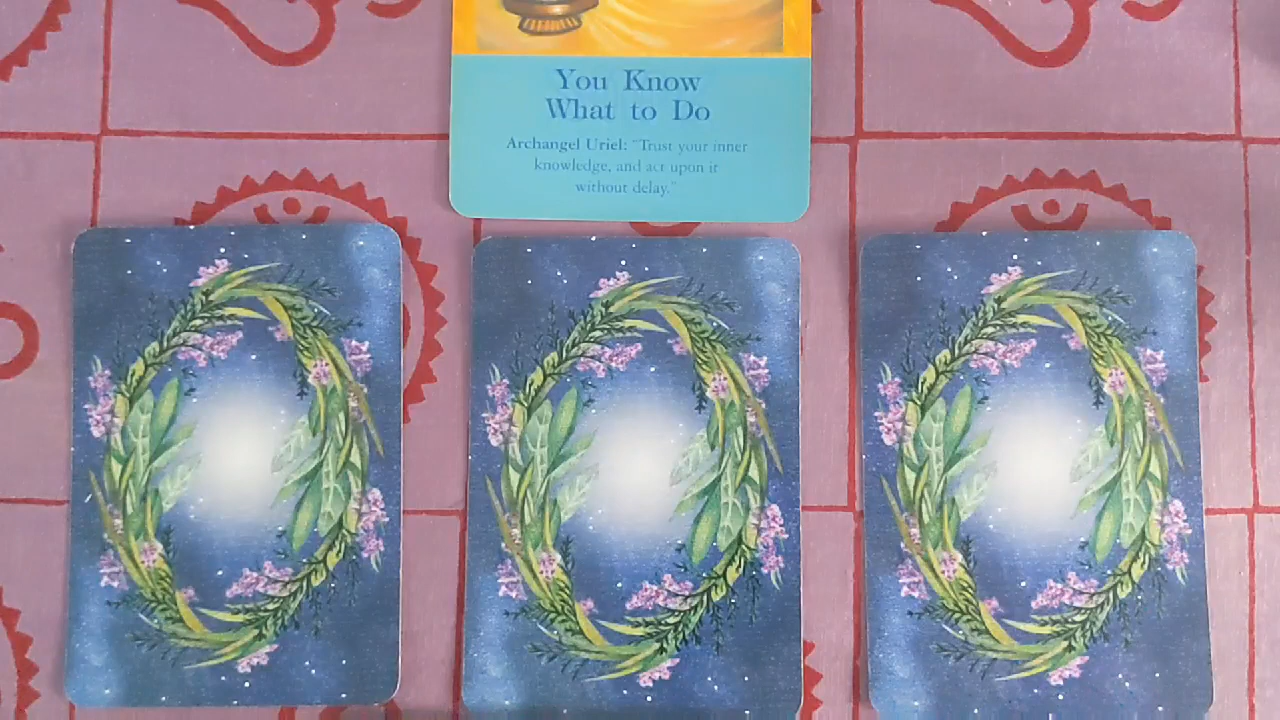 You Know
What to Do
Archangel Uriel: "Trust your inner
knowledge, and act upon it
without delay."